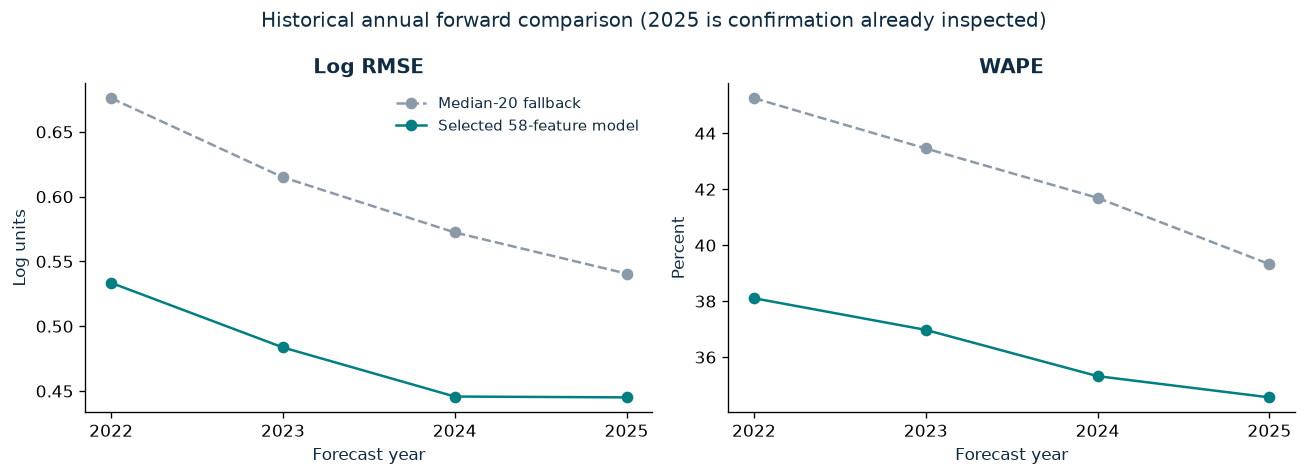 Historical annual forward comparison (2025 is confirmation already inspected)
Log RMSE
Median-20 fallback
Selected 58-feature model
Log units
0.65
0.60
0.55
0.50
0.45
2022 2023 2024 2025
Forecast year
WAPE
Percent
44
42
40
38
36
2022 2023 2024 2025
Forecast year